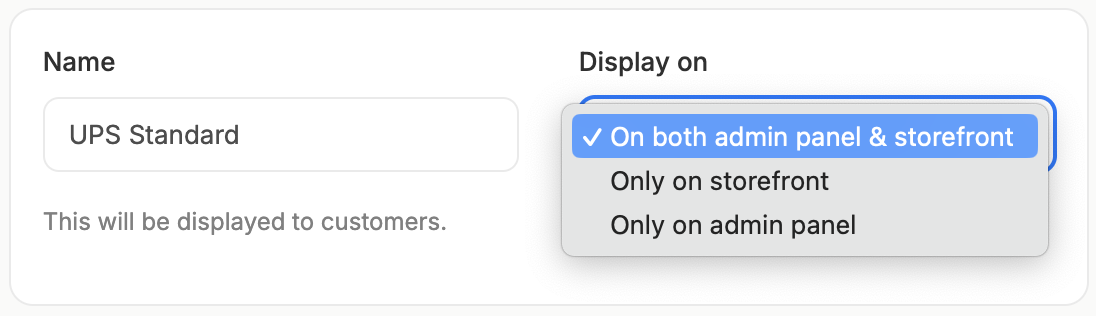 Name
Display on
UPS Standard
✓ On both admin panel & storefront
Only on storefront
Only on admin panel
This will be displayed to customers.